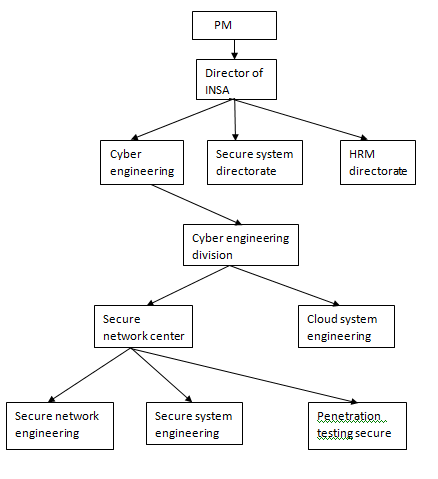 PM
Director of
INSA
Cyber
engineering
Secure system
directorate
HRM
directorate
Cyber engineering
division
Secure
network center
Cloud system
engineering
Secure network
engineering
Secure system
engineering
Penetration
testing secure